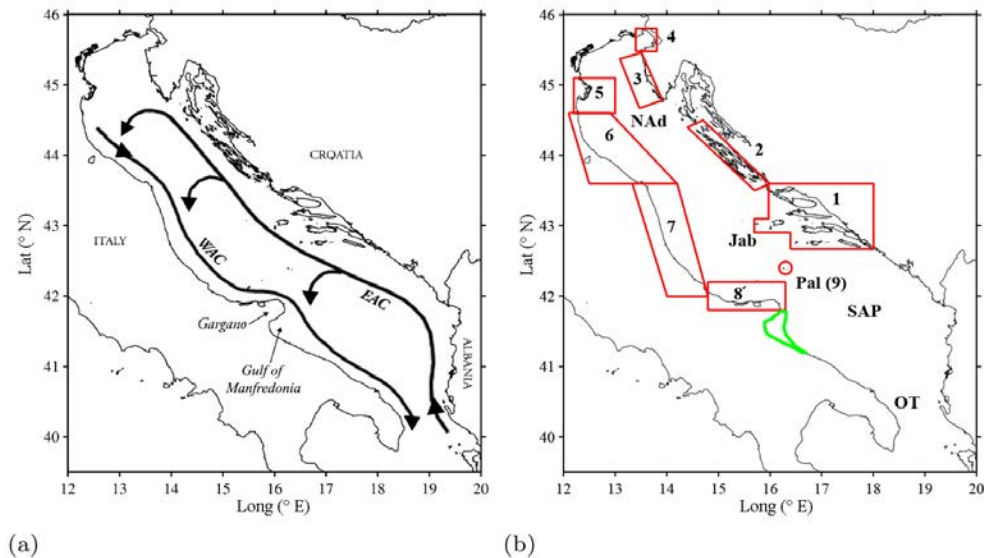 46
45
44
43
42
41
40
Lat (° N)
12 13 14 15 16 17 18 19 20
Long (° E)
CROATIA
ITALY
WAC
EAC
Gargano
Gulf of
Manfredonia
ALBANIA
(a)
46
45
44
43
42
41
40
Lat (° N)
12 13 14 15 16 17 18 19 20
Long (° E)
4
3
5
NAd
6
2
1
7
Jab
Pal (9)
8
SAP
OT
(b)